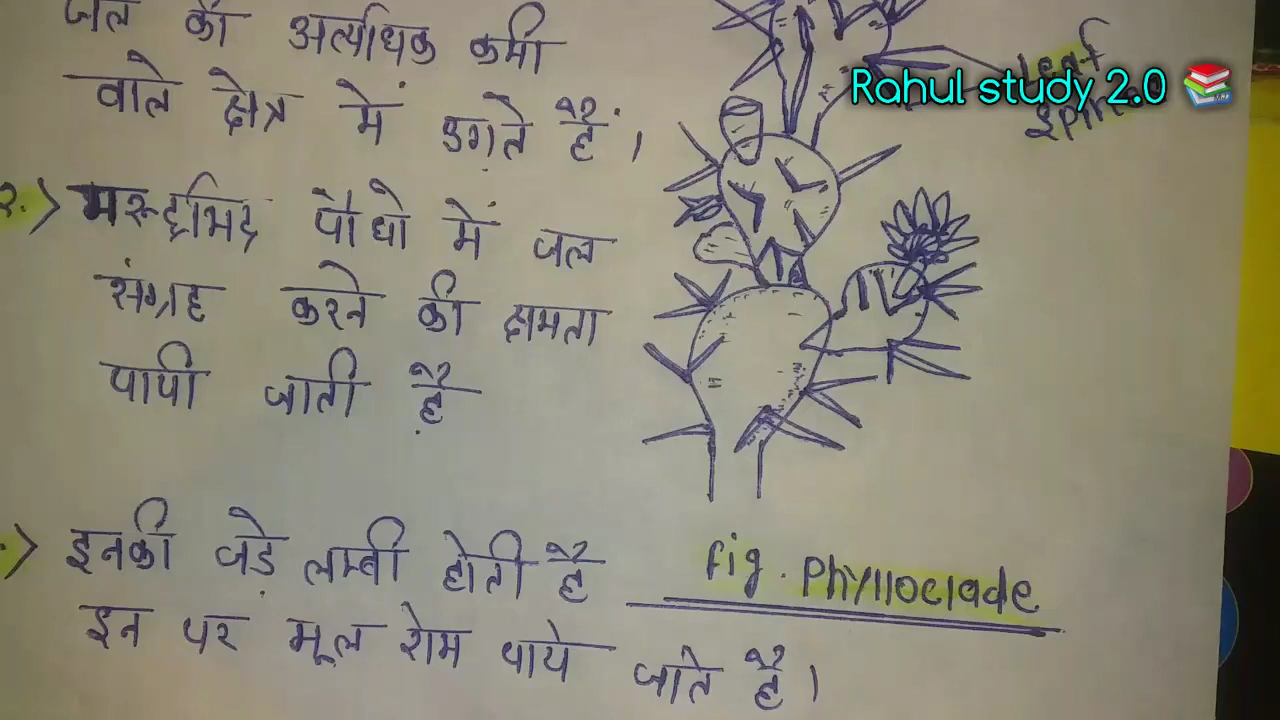 जल की अत्यधिक कमी
वाले क्षेत्र में उगते हैं।
Leaf
Rahul study 2.0
2.> मरूद्भिद पौधो में जल
संग्रह करने की क्षमता
पायी जाती है
> इनकी जड़े लम्बी होती है
fig. Phylloclade
इन पर मूल रोम पाये जाते है।